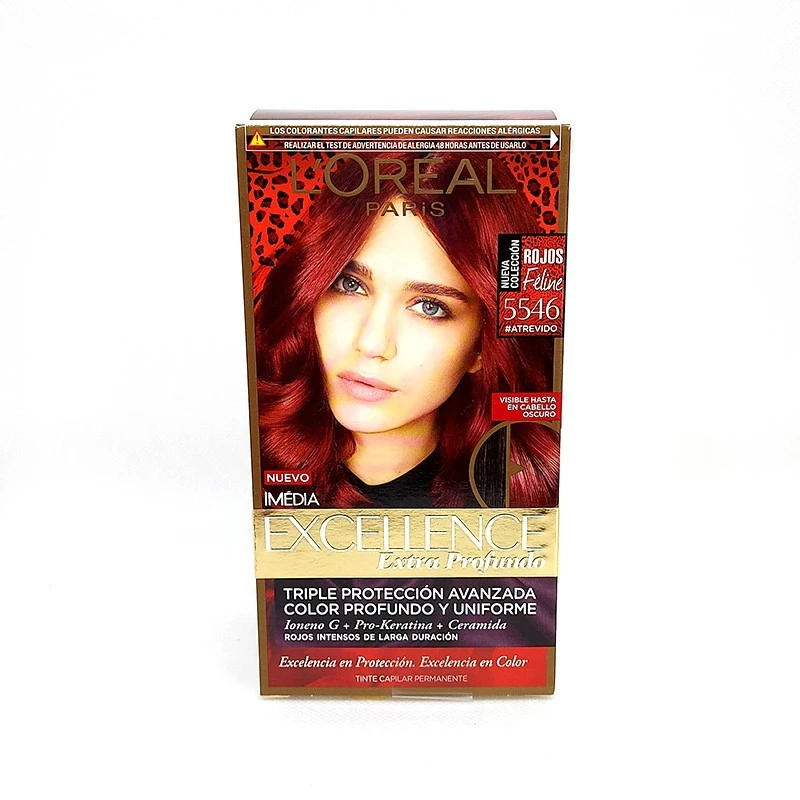 LOS COLORANTES CAPILARES PUEDEN CAUSAR REACCIONES ALÉRGICAS
REALIZAR EL TEST DE ADVERTENCIA DE ALERGIA 48 HORAS ANTES DE USARLO
L'ORÉAL
PARiS
NUEVA
COLECCIÓN
ROJOS
Féline
5546
#ATREVIDO
VISIBLE HASTA
EN CABELLO
OSCURO
NUEVO
IMÉDIA
EXCELLENCE
Extra Profundo
TRIPLE PROTECCIÓN AVANZADA
COLOR PROFUNDO Y UNIFORME
Ioneno G + Pro-Keratina + Ceramida
ROJOS INTENSOS DE LARGA DURACIÓN
Excelencia en Protección. Excelencia en Color
TINTE CAPILAR PERMANENTE